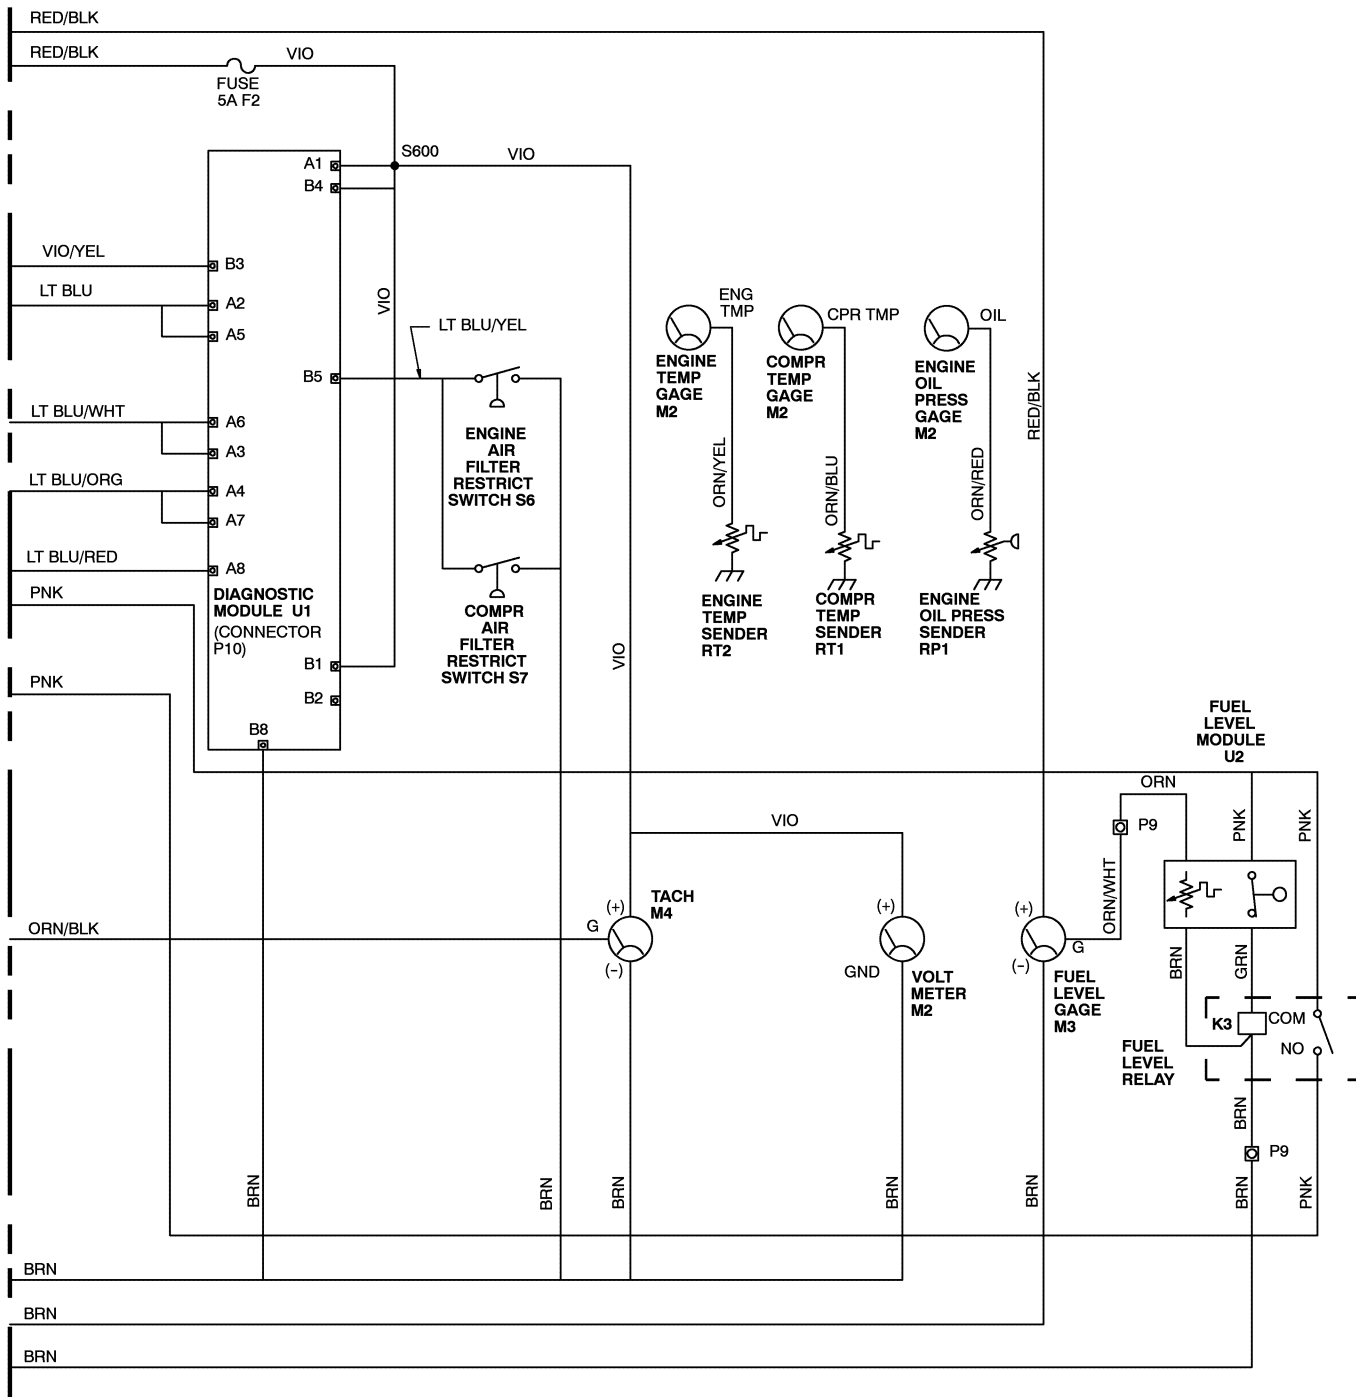 RED/BLK
RED/BLK
VIO
FUSE
5A F2
A1
S600
VIO
B4
VIO/YEL
B3
LT BLU
A2
A5
VIO
LT BLU/YEL
B5
LT BLU/WHT
A6
A3
LT BLU/ORG
A4
A7
LT BLU/RED
A8
PNK
DIAGNOSTIC
MODULE U1
(CONNECTOR
P10)
B1
B2
PNK
B8
ENGINE
AIR
FILTER
RESTRICT
SWITCH S6
COMPR
AIR
FILTER
RESTRICT
SWITCH S7
VIO
ENG
TMP
ENGINE
TEMP
GAGE
M2
ORN/YEL
ENGINE
TEMP
SENDER
RT2
CPR TMP
COMPR
TEMP
GAGE
M2
ORN/BLU
COMPR
TEMP
SENDER
RT1
OIL
ENGINE
OIL
PRESS
GAGE
M2
ORN/RED
ENGINE
OIL PRESS
SENDER
RP1
RED/BLK
FUEL
LEVEL
MODULE
U2
ORN
P9
PNK
PNK
VIO
ORN/WHT
TACH
M4
(+)
G
(–)
ORN/BLK
(+)
GND
VOLT
METER
M2
(+)
G
(–)
FUEL
LEVEL
GAGE
M3
BRN
GRN
K3
COM
NO
FUEL
LEVEL
RELAY
BRN
P9
BRN
BRN
BRN
BRN
BRN
BRN
PNK
BRN
BRN
BRN